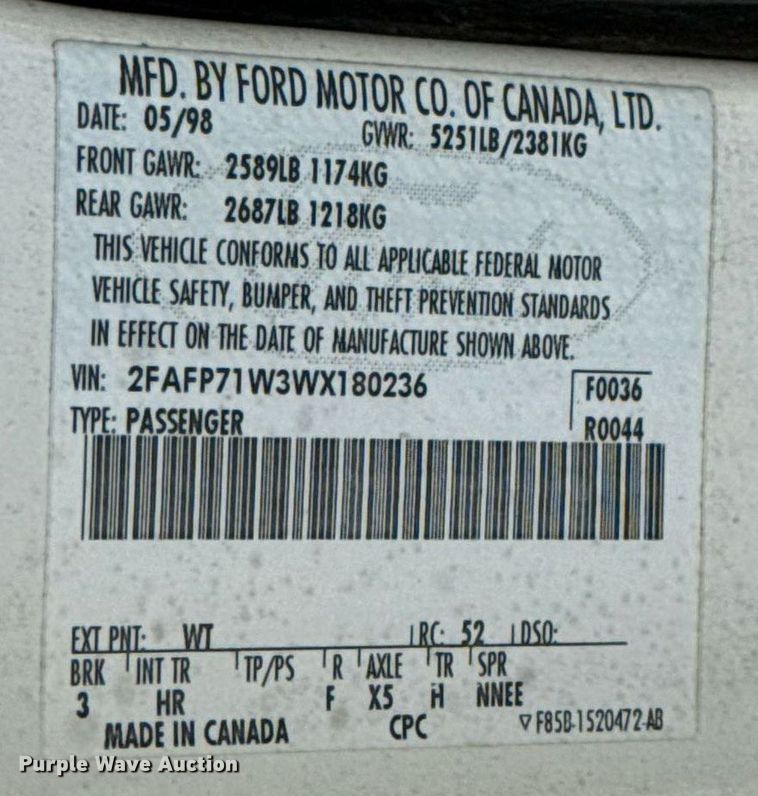 MFD. BY FORD MOTOR CO. OF CANADA, LTD.
DATE: 05/98 GVWR: 5251LB/2381KG
FRONT GAWR: 2589LB 1174KG
REAR GAWR: 2687LB 1218KG
THIS VEHICLE CONFORMS TO ALL APPLICABLE FEDERAL MOTOR
VEHICLE SAFETY, BUMPER, AND THEFT PREVENTION STANDARDS
IN EFFECT ON THE DATE OF MANUFACTURE SHOWN ABOVE.
VIN: 2FAFP71W3WX180236 F0036
TYPE: PASSENGER R0044
EXT PNT: WT RC: 52 DSO:
BRK INT TR TP/PS R AXLE TR SPR
3 HR F X5 H NNEE
MADE IN CANADA CPC F85B-1520472-AB
Purple Wave Auction